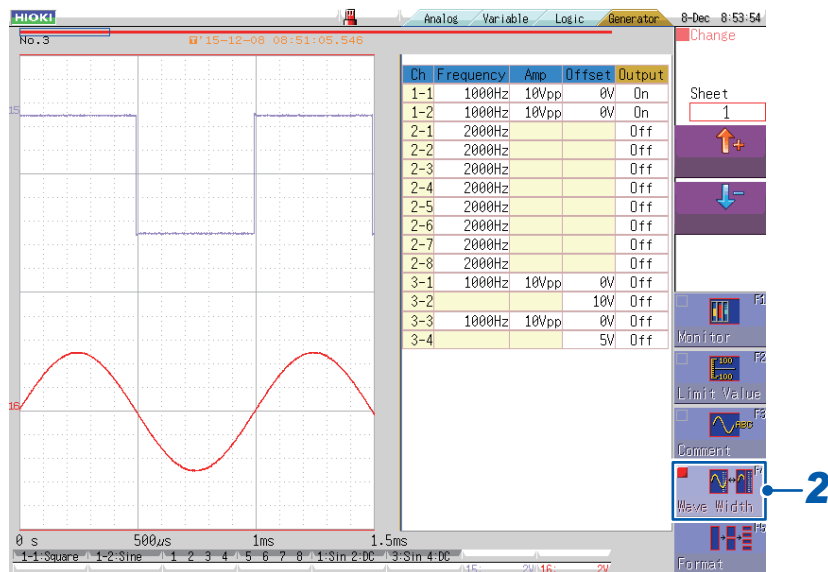 HIOKI
Analog Variable Logic Generator 8-Dec 8:53:54
No.3 '15-12-08 08:51:05.546 Change
Sheet
1
Ch Frequency Amp Offset Output
1-1 1000Hz 10Vpp 0V On
1-2 1000Hz 10Vpp 0V On
2-1 2000Hz Off
2-2 2000Hz Off
2-3 2000Hz Off
2-4 2000Hz Off
2-5 2000Hz Off
2-6 2000Hz Off
2-7 2000Hz Off
2-8 2000Hz Off
3-1 1000Hz 10Vpp 0V Off
3-2 10V Off
3-3 1000Hz 10Vpp 0V Off
3-4 5V Off
15
16
F1
Monitor
F2
100
-100
Limit Value
F3
ABC
Comment
F4
Wave Width
2
F5
Format
0 s 500µs 1ms 1.5ms
1-1:Square 1-2:Sine 1 2 3 4 5 6 7 8 1:Sin 2:DC 3:Sin 4:DC
15: 2V 16: 2V